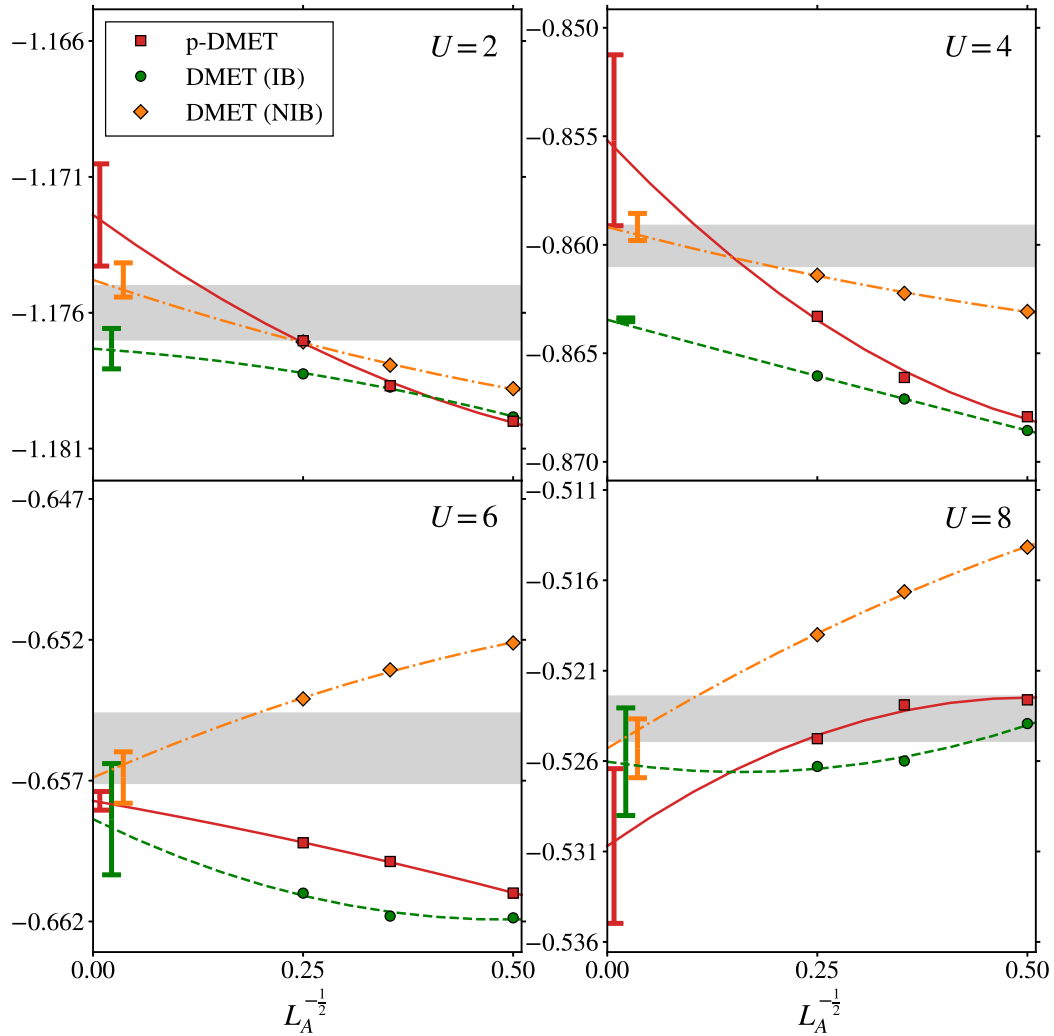 −1.166
−1.171
−1.176
−1.181
p-DMET
DMET (IB)
DMET (NIB)
U = 2
−0.850
−0.855
−0.860
−0.865
−0.870
U = 4
−0.647
−0.652
−0.657
−0.662
U = 6
0.00
0.25
0.50
L_A^{-1/2}
−0.511
−0.516
−0.521
−0.526
−0.531
−0.536
U = 8
0.00
0.25
0.50
L_A^{-1/2}